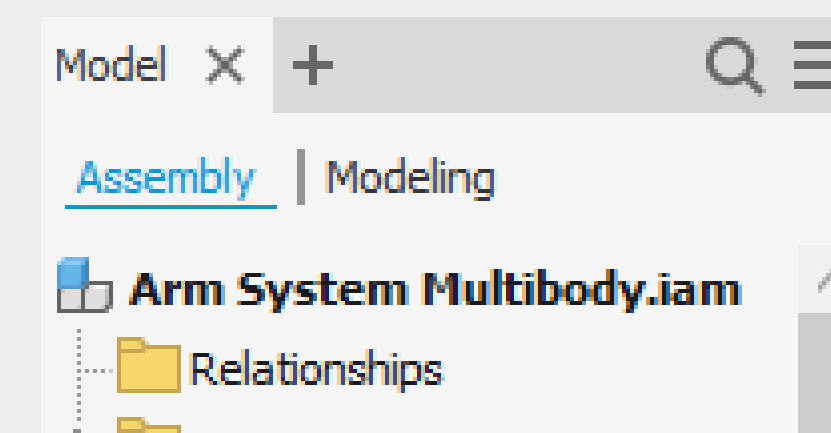 Model
Assembly | Modeling
Arm System Multibody.iam
Relationships